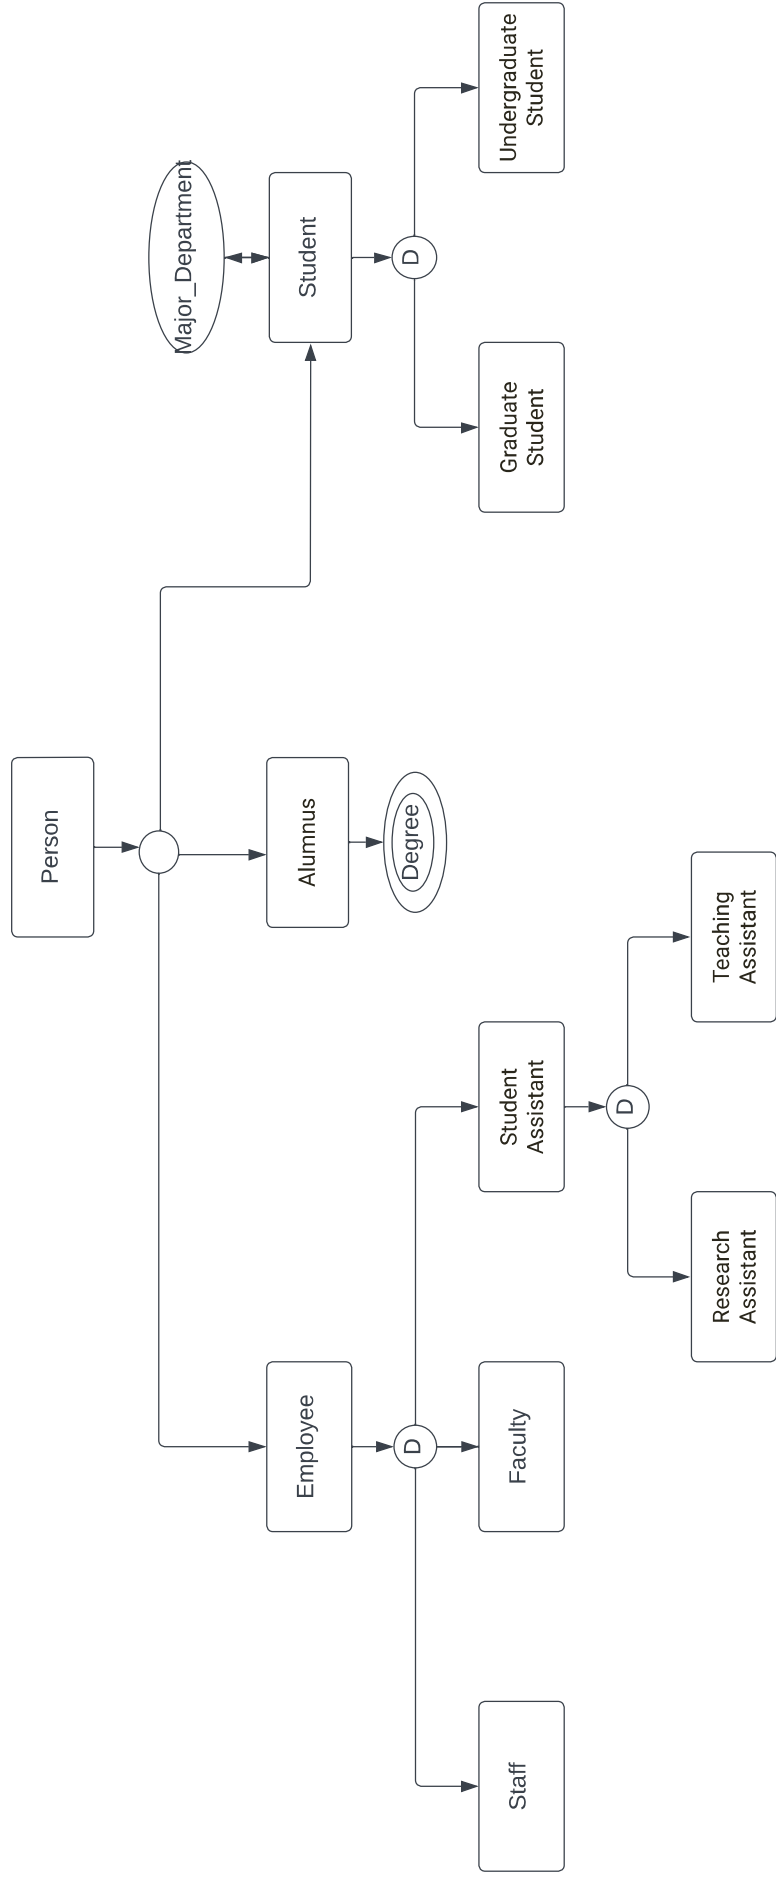 Person
Employee
Alumnus
Student
Major_Department
D
Degree
D
Staff
Faculty
Student
Assistant
Graduate
Student
Undergraduate
Student
D
Research
Assistant
Teaching
Assistant